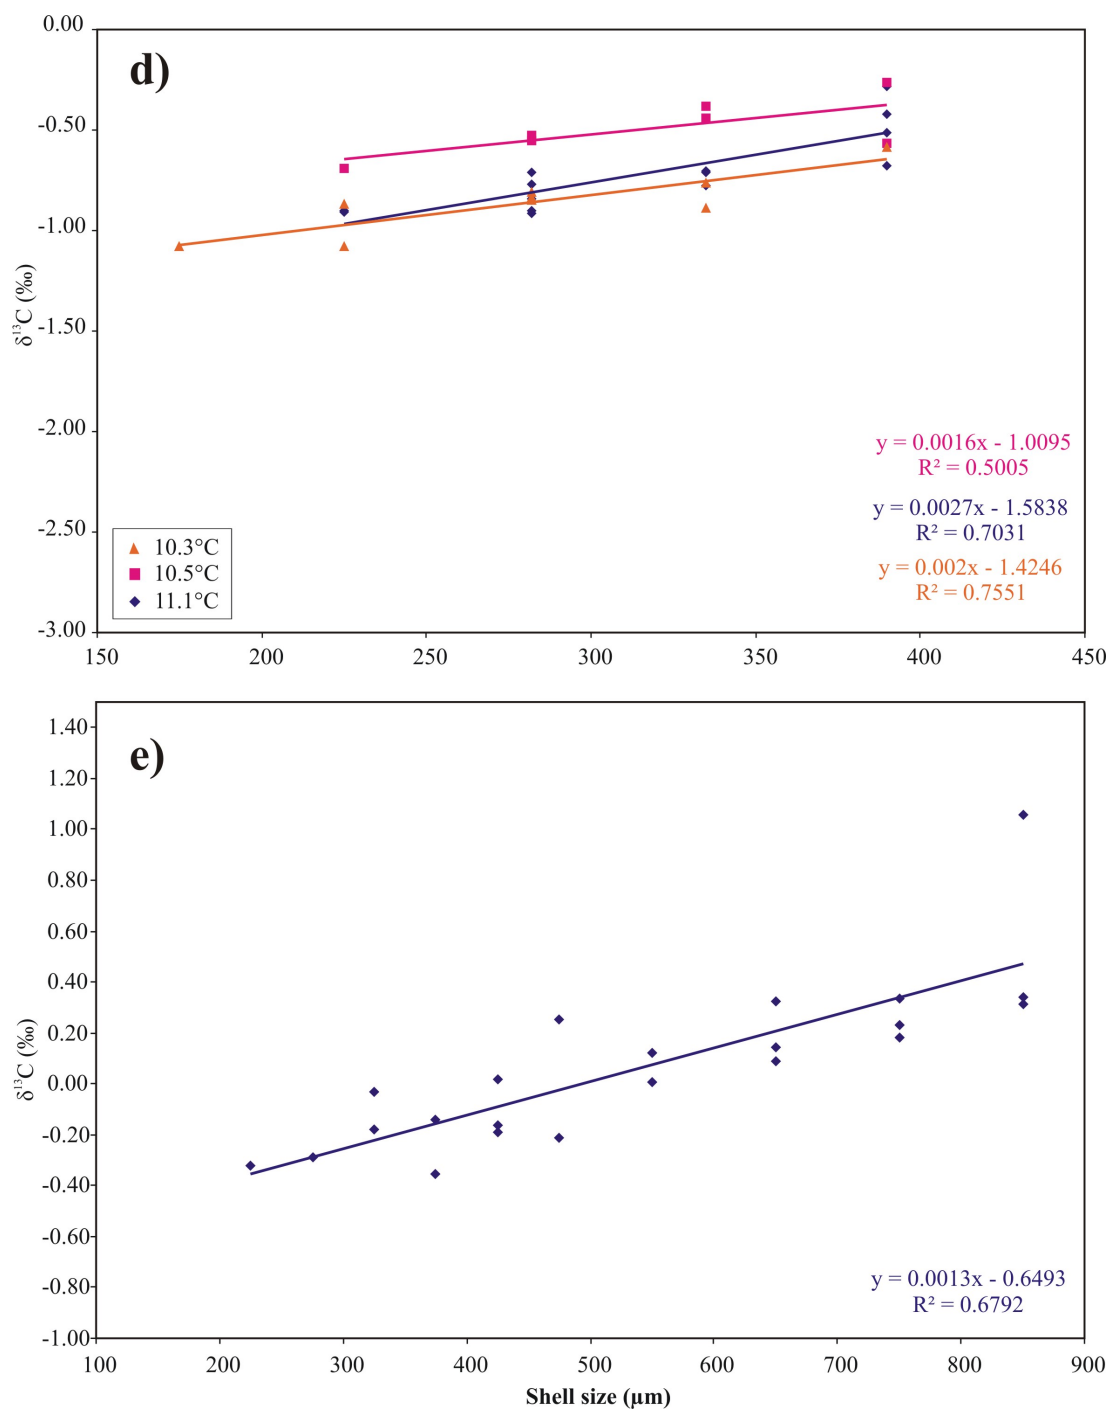 0.00
-0.50
-1.00
-1.50
-2.00
-2.50
-3.00
δ¹³C (‰)
d)
y = 0.0016x - 1.0095
R² = 0.5005
y = 0.0027x - 1.5838
R² = 0.7031
y = 0.002x - 1.4246
R² = 0.7551
10.3°C
10.5°C
11.1°C
150 200 250 300 350 400 450
1.40
1.20
1.00
0.80
0.60
0.40
0.20
0.00
-0.20
-0.40
-0.60
-0.80
-1.00
δ¹³C (‰)
e)
y = 0.0013x - 0.6493
R² = 0.6792
100 200 300 400 500 600 700 800 900
Shell size (µm)